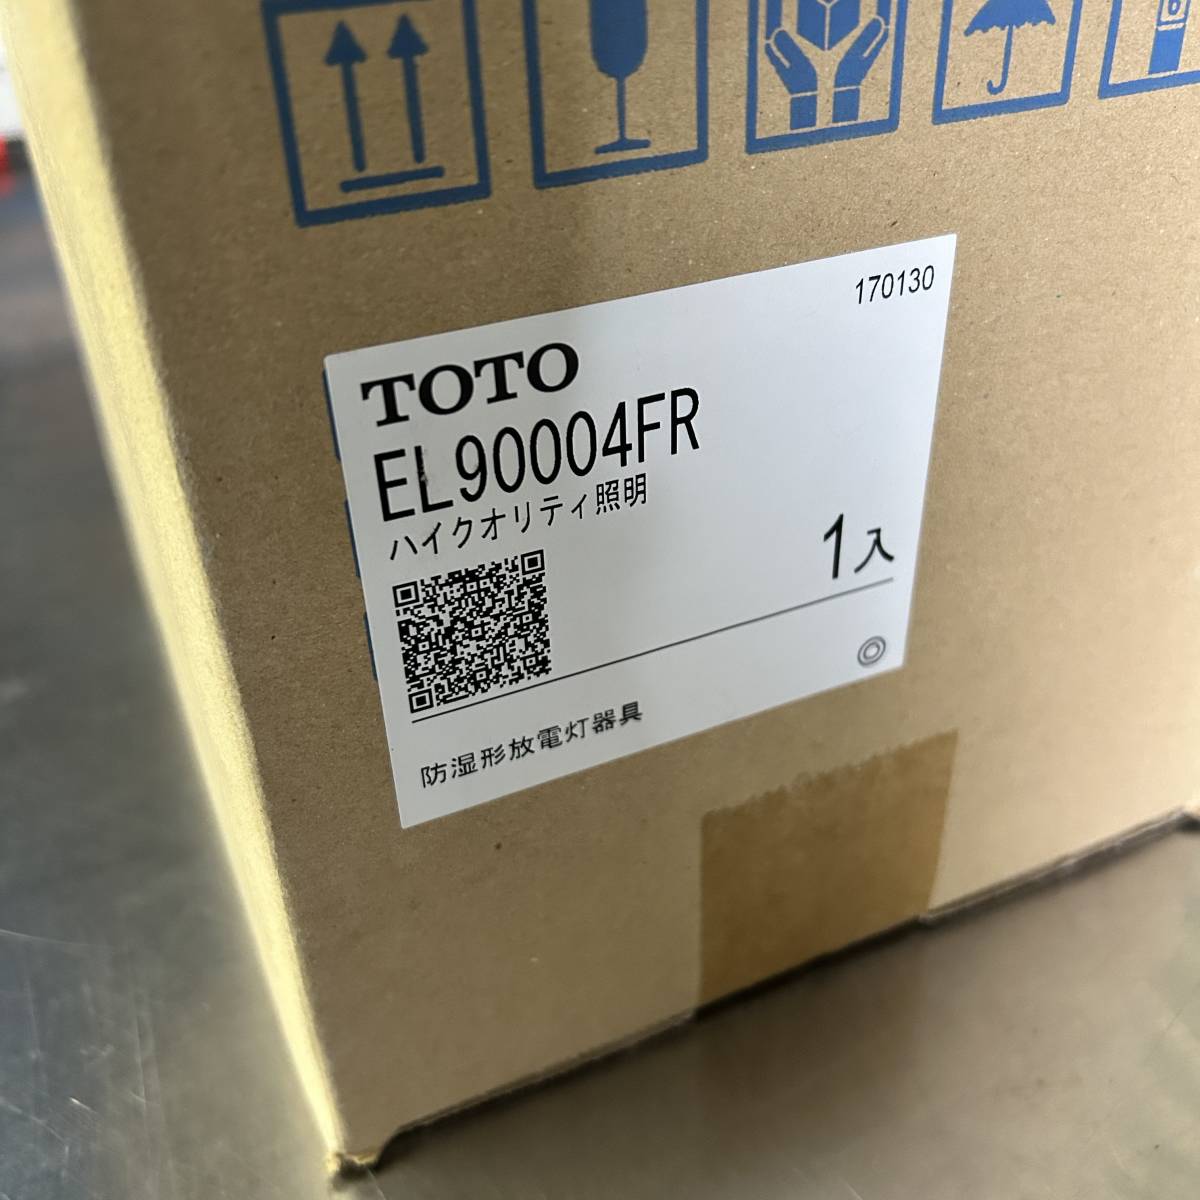 170130
TOTO
EL90004FR
ハイクオリティ照明
1入
防湿形放電灯器具